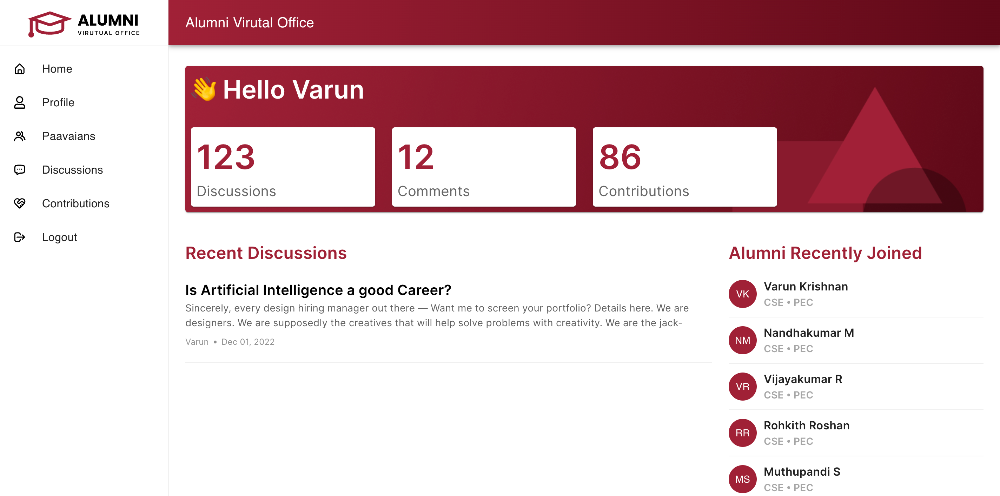 ALUMNI
VIRUTUAL OFFICE
Alumni Virutal Office
Home
Profile
Paavaians
Discussions
Contributions
Logout
👋 Hello Varun
123
Discussions
12
Comments
86
Contributions
Recent Discussions
Is Artificial Intelligence a good Career?
Sincerely, every design hiring manager out there — Want me to screen your portfolio? Details here. We are
designers. We are supposedly the creatives that will help solve problems with creativity. We are the jack-
Varun • Dec 01, 2022
Alumni Recently Joined
VK
Varun Krishnan
CSE • PEC
NM
Nandhakumar M
CSE • PEC
VR
Vijayakumar R
CSE • PEC
RR
Rohkith Roshan
CSE • PEC
MS
Muthupandi S
CSE • PEC